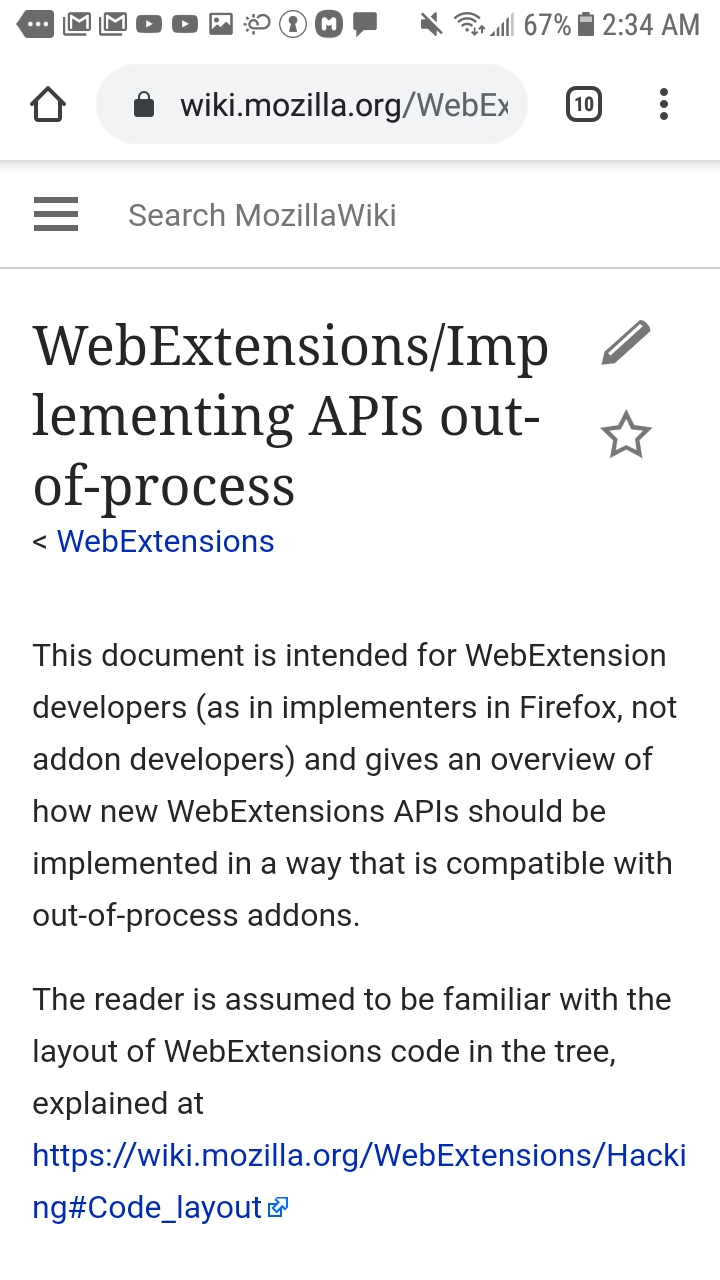 67% 2:34 AM
wiki.mozilla.org/WebEx
10
Search MozillaWiki
WebExtensions/Imp
lementing APIs out-
of-process
< WebExtensions
This document is intended for WebExtension
developers (as in implementers in Firefox, not
addon developers) and gives an overview of
how new WebExtensions APIs should be
implemented in a way that is compatible with
out-of-process addons.
The reader is assumed to be familiar with the
layout of WebExtensions code in the tree,
explained at
https://wiki.mozilla.org/WebExtensions/Hacki
ng#Code_layout